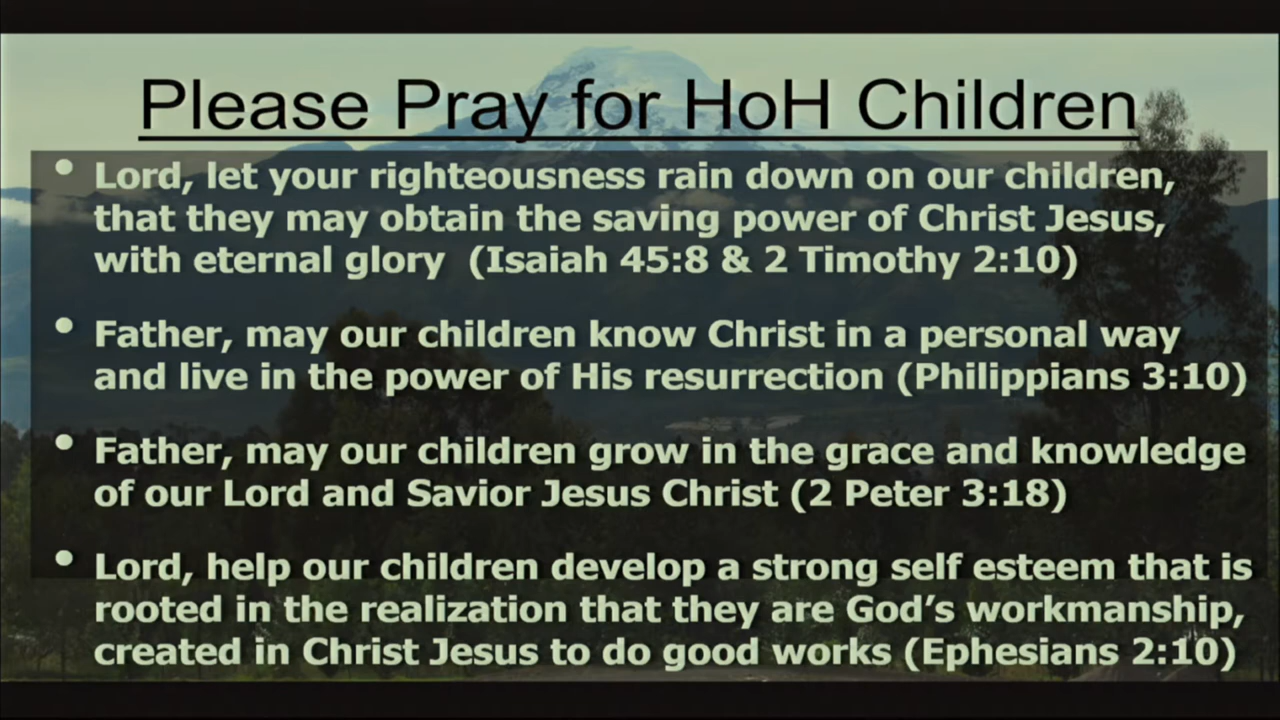 Please Pray for HoH Children
• Lord, let your righteousness rain down on our children,
that they may obtain the saving power of Christ Jesus,
with eternal glory (Isaiah 45:8 & 2 Timothy 2:10)
• Father, may our children know Christ in a personal way
and live in the power of His resurrection (Philippians 3:10)
• Father, may our children grow in the grace and knowledge
of our Lord and Savior Jesus Christ (2 Peter 3:18)
• Lord, help our children develop a strong self esteem that is
rooted in the realization that they are God’s workmanship,
created in Christ Jesus to do good works (Ephesians 2:10)